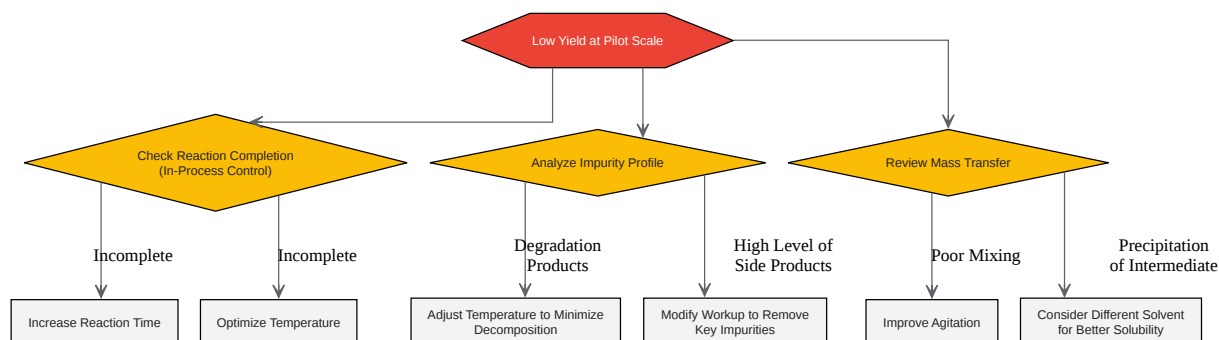 Low Yield at Pilot Scale
Check Reaction Completion
(In-Process Control)
Analyze Impurity Profile
Review Mass Transfer
Incomplete
Incomplete
Degradation
Products
High Level of
Side Products
Poor Mixing
Precipitation
of Intermediate
Increase Reaction Time
Optimize Temperature
Adjust Temperature to Minimize
Decomposition
Modify Workup to Remove
Key Impurities
Improve Agitation
Consider Different Solvent
for Better Solubility